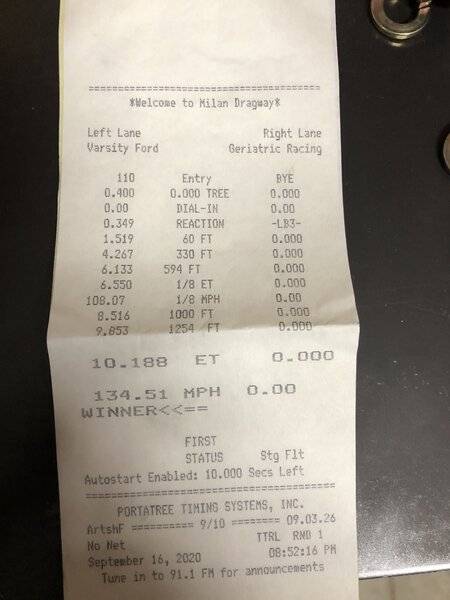 =====================================
*Welcome to Milan Dragway*
Left Lane Right Lane
Varsity Ford Geriatric Racing
110 Entry BYE
0.400 0.000 TREE 0.000
0.00 DIAL-IN 0.00
0.349 REACTION -LB3-
1.519 60 FT 0.000
4.267 330 FT 0.000
6.133 594 FT 0.000
6.550 1/8 ET 0.000
108.07 1/8 MPH 0.00
8.516 1000 FT 0.000
9.853 1254 FT 0.000
10.188 ET 0.000
134.51 MPH 0.00
WINNER<<==
FIRST
STATUS Stg Flt
Autostart Enabled: 10.000 Secs Left
=====================================
PORTATREE TIMING SYSTEMS, INC.
ArtshF ========== 9/10 ======= 09.03.26
No Net TTRL RND 1
September 16, 2020 08:52:16 PM
Tune in to 91.1 FM for announcements